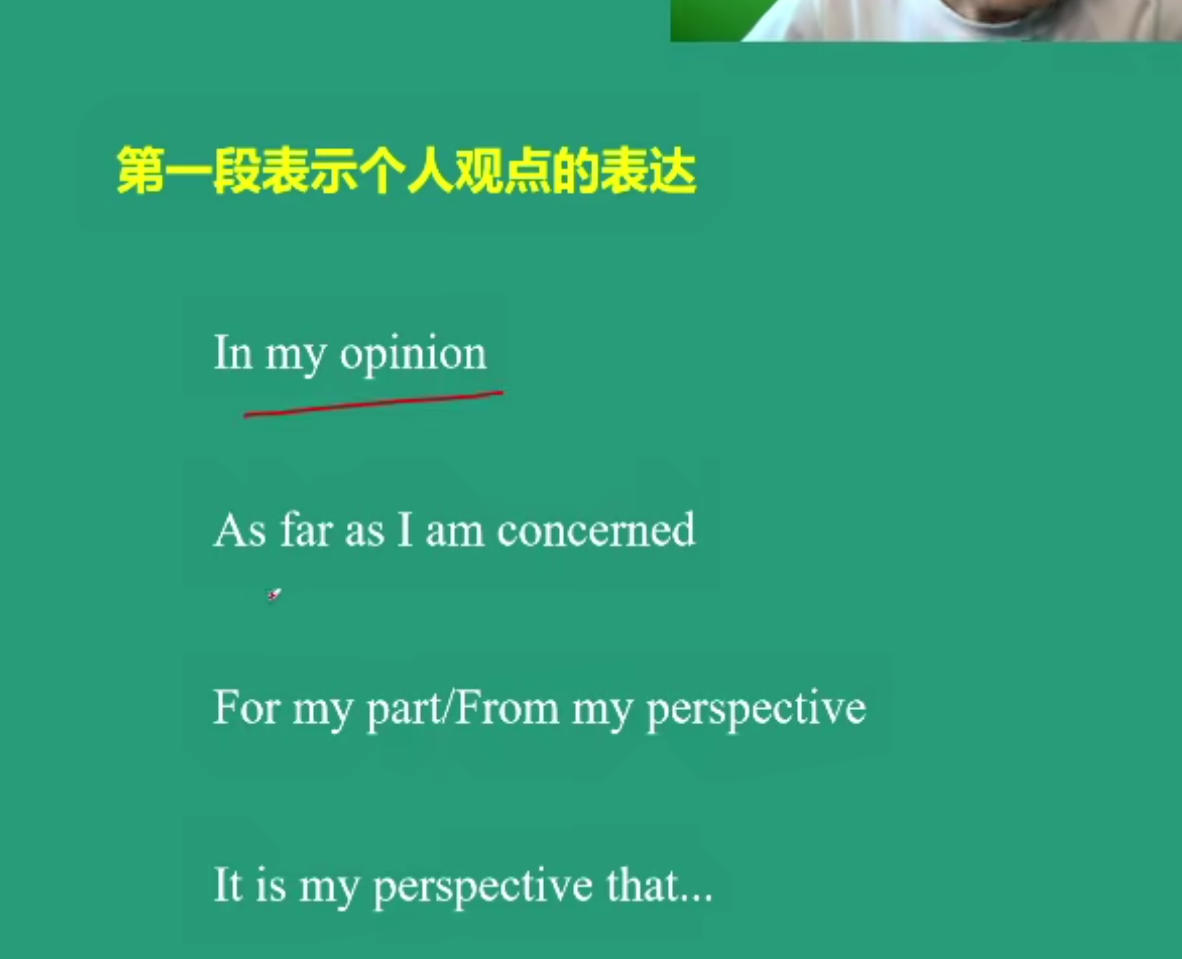 第一段表示个人观点的表达
In my opinion
As far as I am concerned
For my part/From my perspective
It is my perspective that...